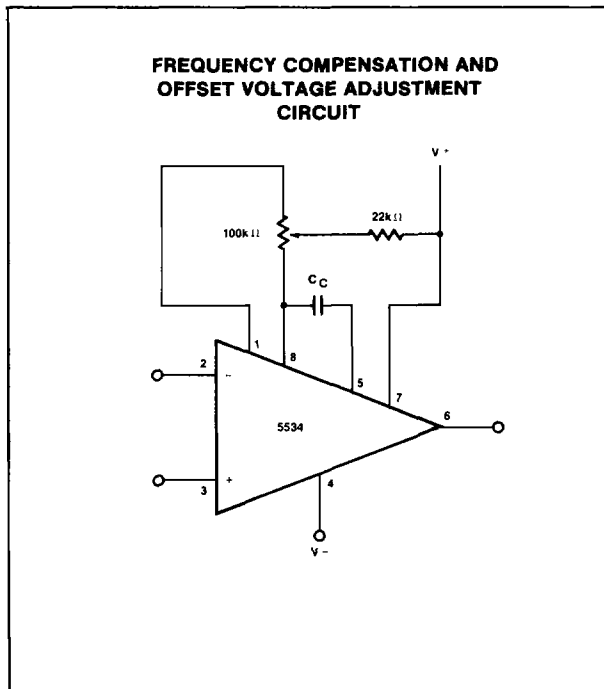 FREQUENCY COMPENSATION AND
OFFSET VOLTAGE ADJUSTMENT
CIRCUIT
V +
22kΩ
100kΩ
CC
1
8
2
-
5
7
6
5534
3
+
4
V -